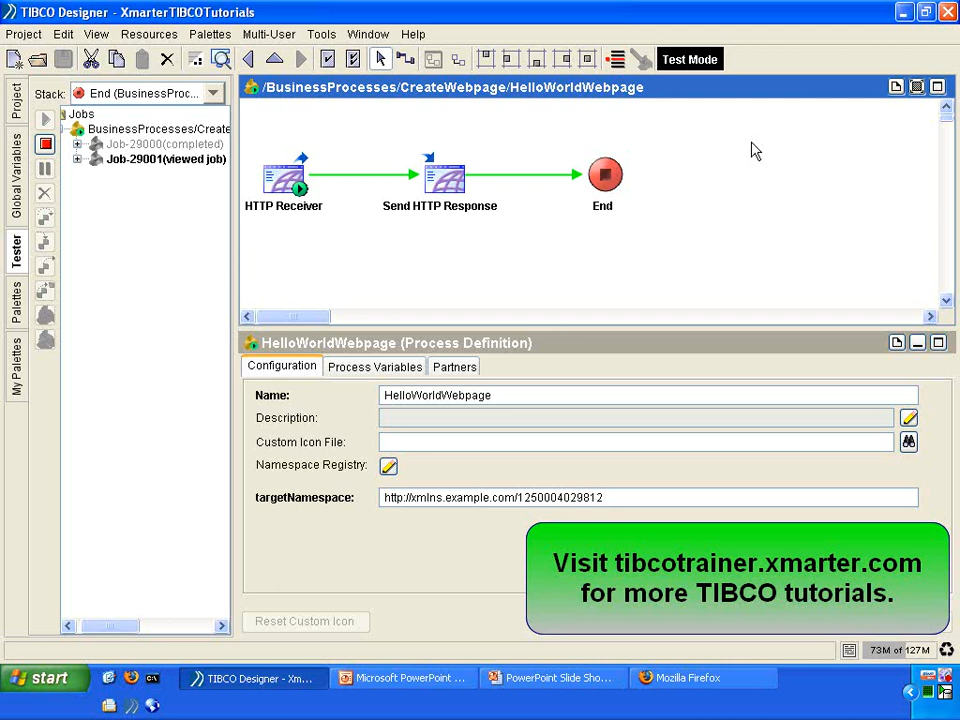 TIBCO Designer - XmarterTIBCOTutorials
Project Edit View Resources Palettes Multi-User Tools Window Help
Test Mode
Stack: End (BusinessProc...
/BusinessProcesses/CreateWebpage/HelloWorldWebpage
Project
Global Variables
Tester
Palettes
My Palettes
Jobs
BusinessProcesses/Create
Job-29000(completed)
Job-29001(viewed job)
HTTP Receiver
Send HTTP Response
End
HelloWorldWebpage (Process Definition)
Configuration Process Variables Partners
Name: HelloWorldWebpage
Description:
Custom Icon File:
Namespace Registry:
targetNamespace: http://xmlns.example.com/1250004029812
Visit tibcotrainer.xmarter.com
for more TIBCO tutorials.
Reset Custom Icon
73M of 127M
start
TIBCO Designer - Xm...
Microsoft PowerPoint ...
PowerPoint Slide Sho...
Mozilla Firefox